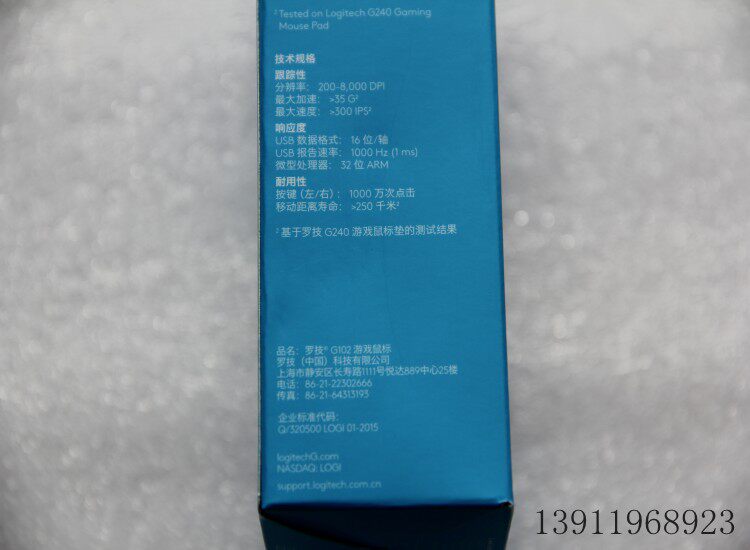 ² Tested on Logitech G240 Gaming
Mouse Pad
技术规格
跟踪性
分辨率： 200-8,000 DPI
最大加速： >35 G²
最大速度： >300 IPS²
响应度
USB 数据格式： 16 位/轴
USB 报告速率： 1000 Hz (1 ms)
微型处理器： 32 位 ARM
耐用性
按键 (左/右)： 1000 万次点击
移动距离寿命： >250 千米²
² 基于罗技 G240 游戏鼠标垫的测试结果
品名： 罗技® G102 游戏鼠标
罗技（中国）科技有限公司
上海市静安区长寿路1111号悦达889中心25楼
电话： 86-21-22302666
传真： 86-21-64313193
企业标准代码：
Q/320500 LOGI 01-2015
logitechG.com
NASDAQ: LOGI
support.logitech.com.cn
13911968923